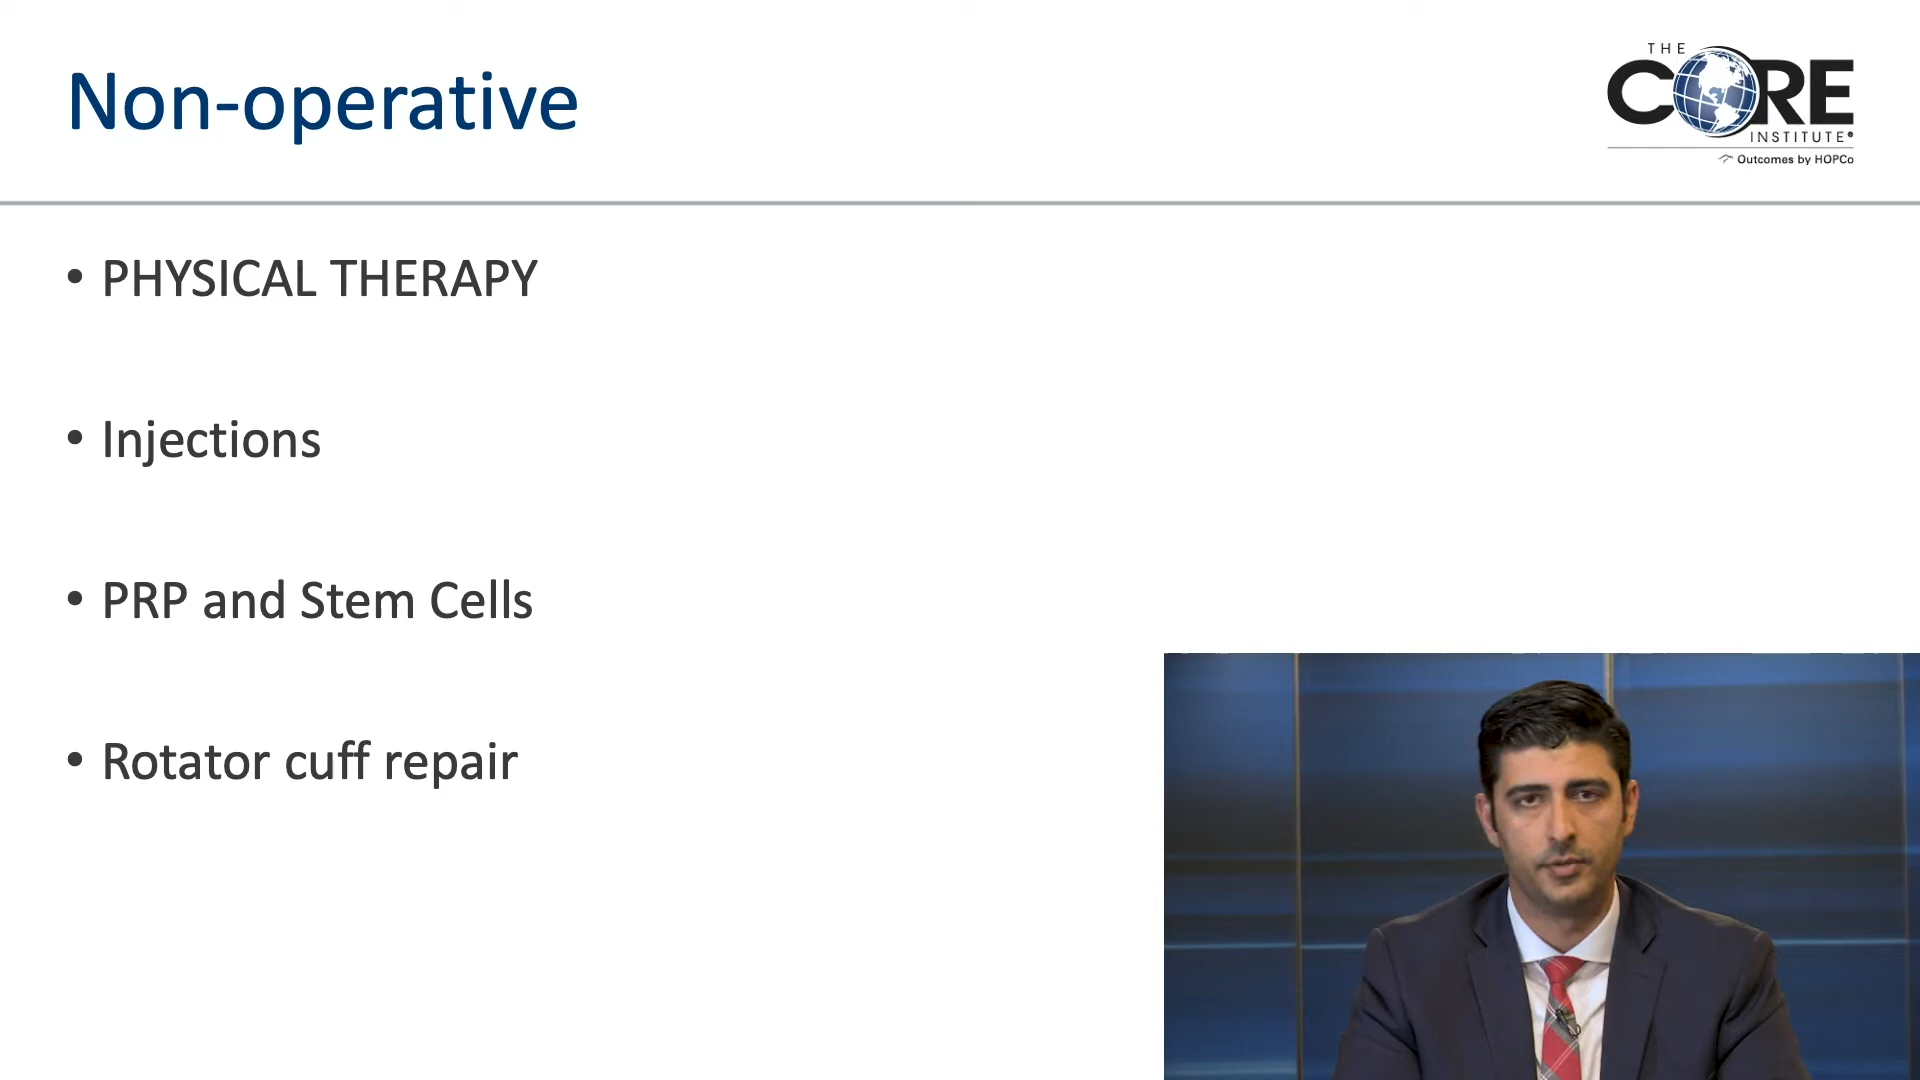 Non-operative
THE
CORE
INSTITUTE®
Outcomes by HOPCo
• PHYSICAL THERAPY
• Injections
• PRP and Stem Cells
• Rotator cuff repair